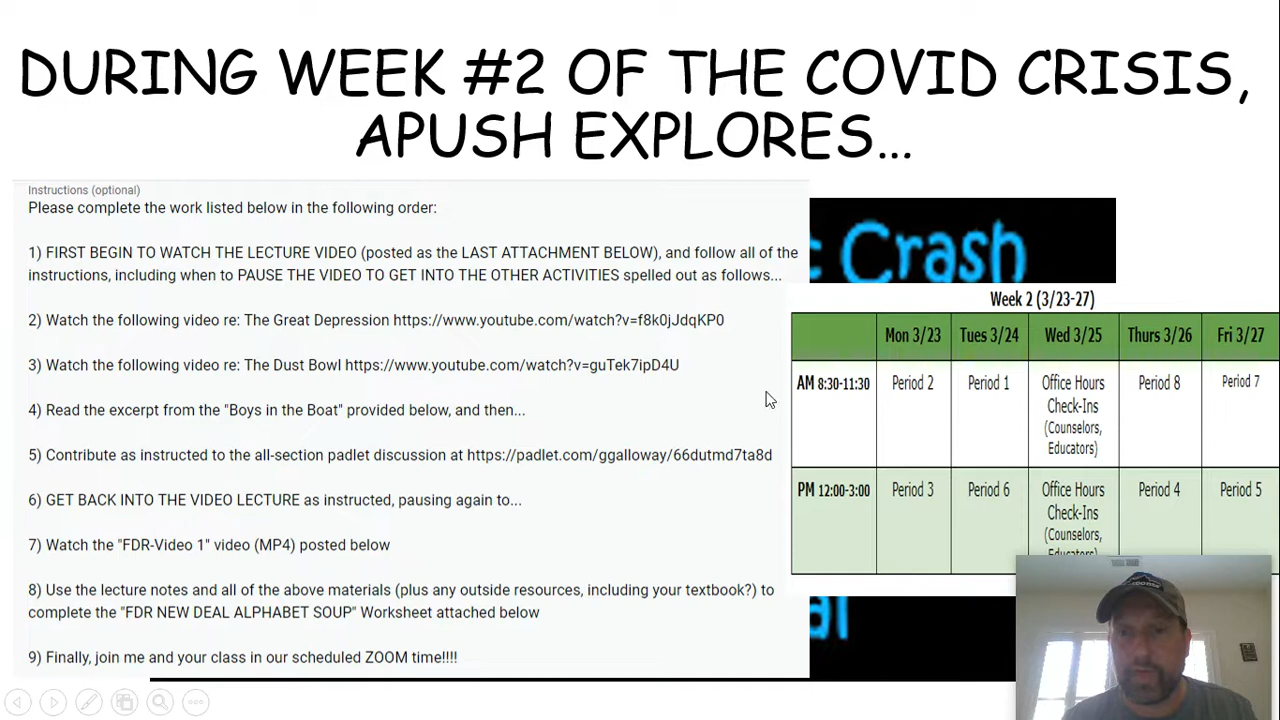 DURING WEEK #2 OF THE COVID CRISIS,
APUSH EXPLORES...
Instructions (optional)
Please complete the work listed below in the following order:
1) FIRST BEGIN TO WATCH THE LECTURE VIDEO (posted as the LAST ATTACHMENT BELOW), and follow all of the
instructions, including when to PAUSE THE VIDEO TO GET INTO THE OTHER ACTIVITIES spelled out as follows...
2) Watch the following video re: The Great Depression https://www.youtube.com/watch?v=f8k0jJdqKP0
3) Watch the following video re: The Dust Bowl https://www.youtube.com/watch?v=guTek7ipD4U
4) Read the excerpt from the "Boys in the Boat" provided below, and then...
5) Contribute as instructed to the all-section padlet discussion at https://padlet.com/ggalloway/66dutmd7ta8d
6) GET BACK INTO THE VIDEO LECTURE as instructed, pausing again to...
7) Watch the "FDR-Video 1" video (MP4) posted below
8) Use the lecture notes and all of the above materials (plus any outside resources, including your texbook?) to
complete the "FDR NEW DEAL ALPHABET SOUP" Worksheet attached below
9) Finally, join me and your class in our scheduled ZOOM time!!!!
Crash
Week 2 (3/23-27)
Mon 3/23 Tues 3/24 Wed 3/25 Thurs 3/26 Fri 3/27
AM 8:30-11:30 Period 2 Period 1 Office Hours Period 8 Period 7
Check-Ins
(Counselors,
Educators)
PM 12:00-3:00 Period 3 Period 6 Office Hours Period 4 Period 5
Check-Ins
(Counselors,
Educators)